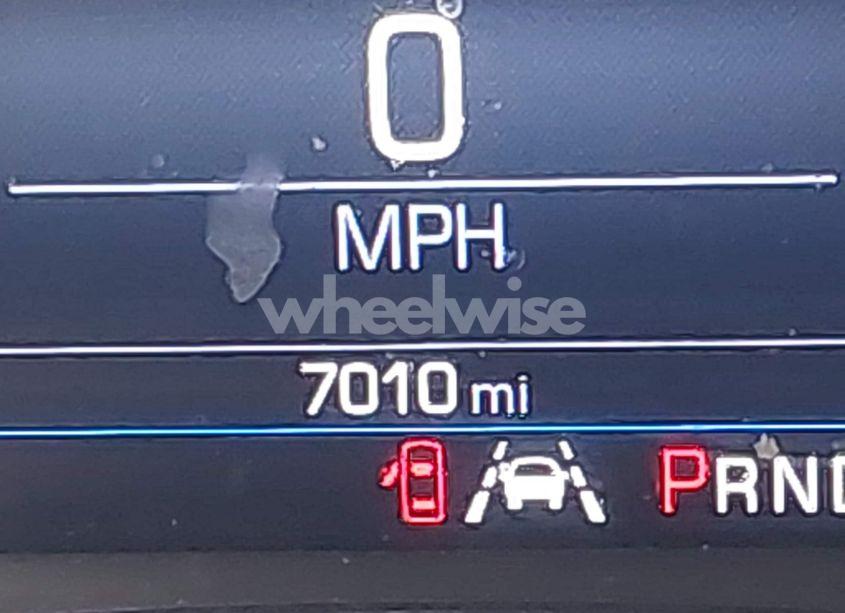 0
MPH
wheelwise
7010 mi
PRND